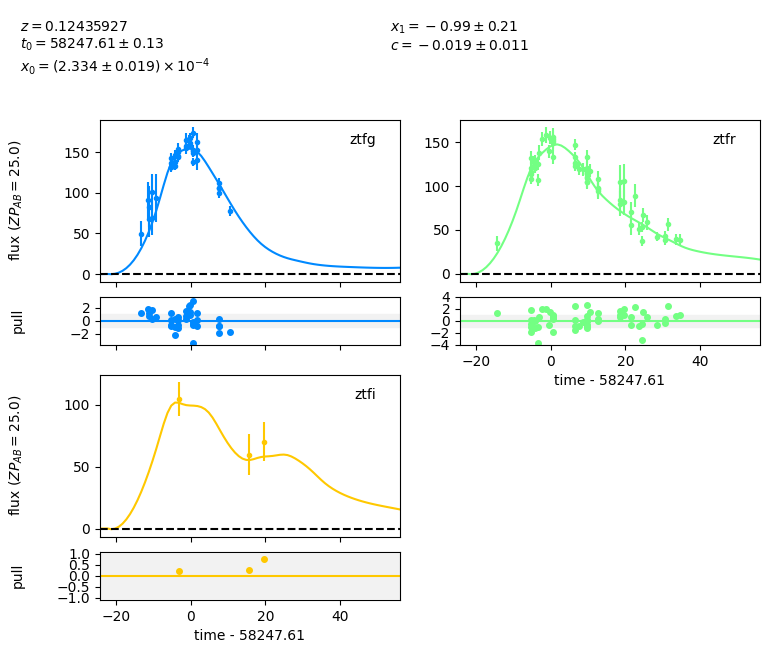 z = 0.12435927
t₀ = 58247.61 ± 0.13
x₀ = (2.334 ± 0.019) × 10⁻⁴
x₁ = −0.99 ± 0.21
c = −0.019 ± 0.011
flux (ZP_AB = 25.0)
150
100
50
0
ztfg
150
100
50
0
ztfr
pull
2
0
−2
4
2
0
−2
−4
−20 0 20 40
time - 58247.61
flux (ZP_AB = 25.0)
100
50
0
ztfi
pull
1.0
0.5
0.0
−0.5
−1.0
−20 0 20 40
time - 58247.61